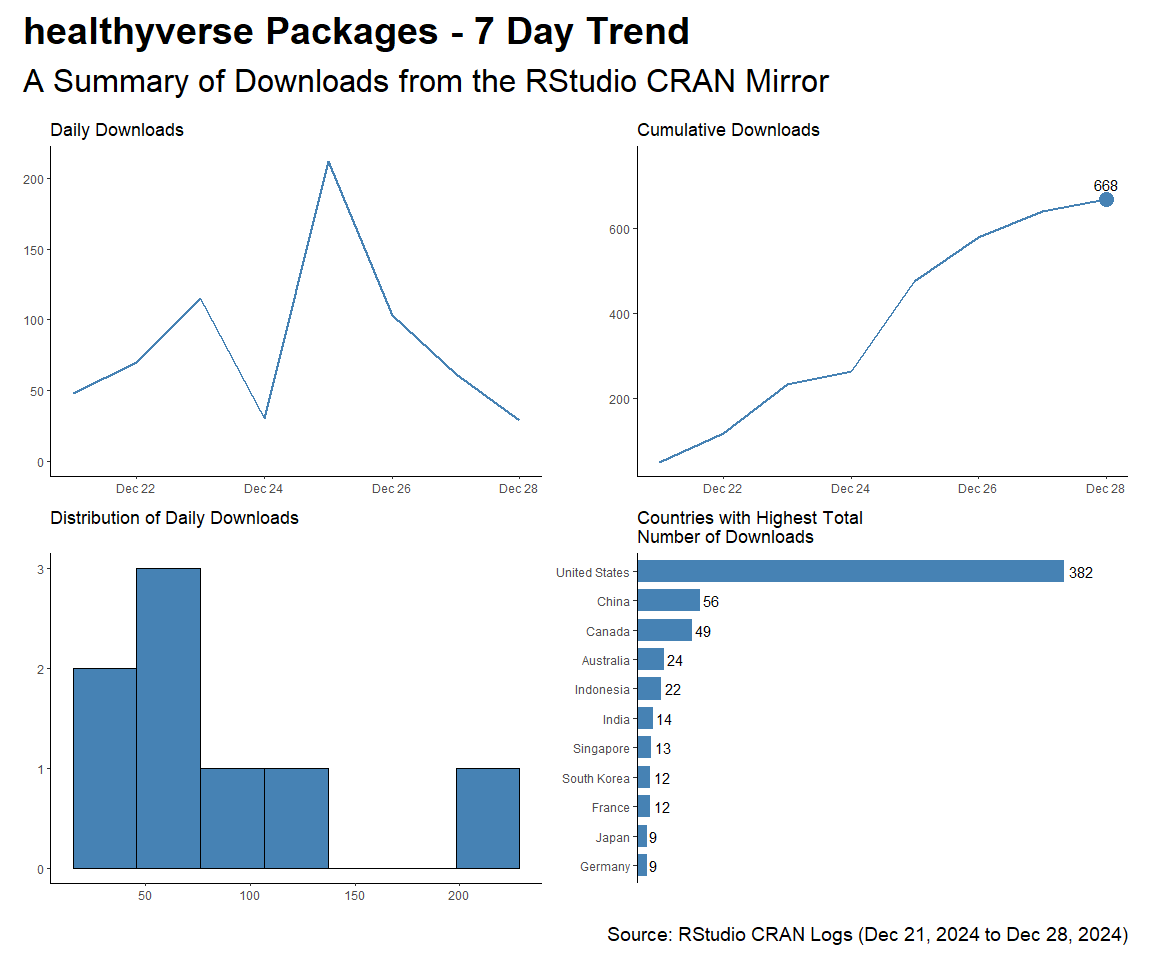 healthyverse Packages - 7 Day Trend
A Summary of Downloads from the RStudio CRAN Mirror
Daily Downloads
200
150
100
50
0
Dec 22
Dec 24
Dec 26
Dec 28
Cumulative Downloads
668
600
400
200
Dec 22
Dec 24
Dec 26
Dec 28
Distribution of Daily Downloads
3
2
1
0
50
100
150
200
Countries with Highest Total
Number of Downloads
United States 382
China 56
Canada 49
Australia 24
Indonesia 22
India 14
Singapore 13
South Korea 12
France 12
Japan 9
Germany 9
Source: RStudio CRAN Logs (Dec 21, 2024 to Dec 28, 2024)